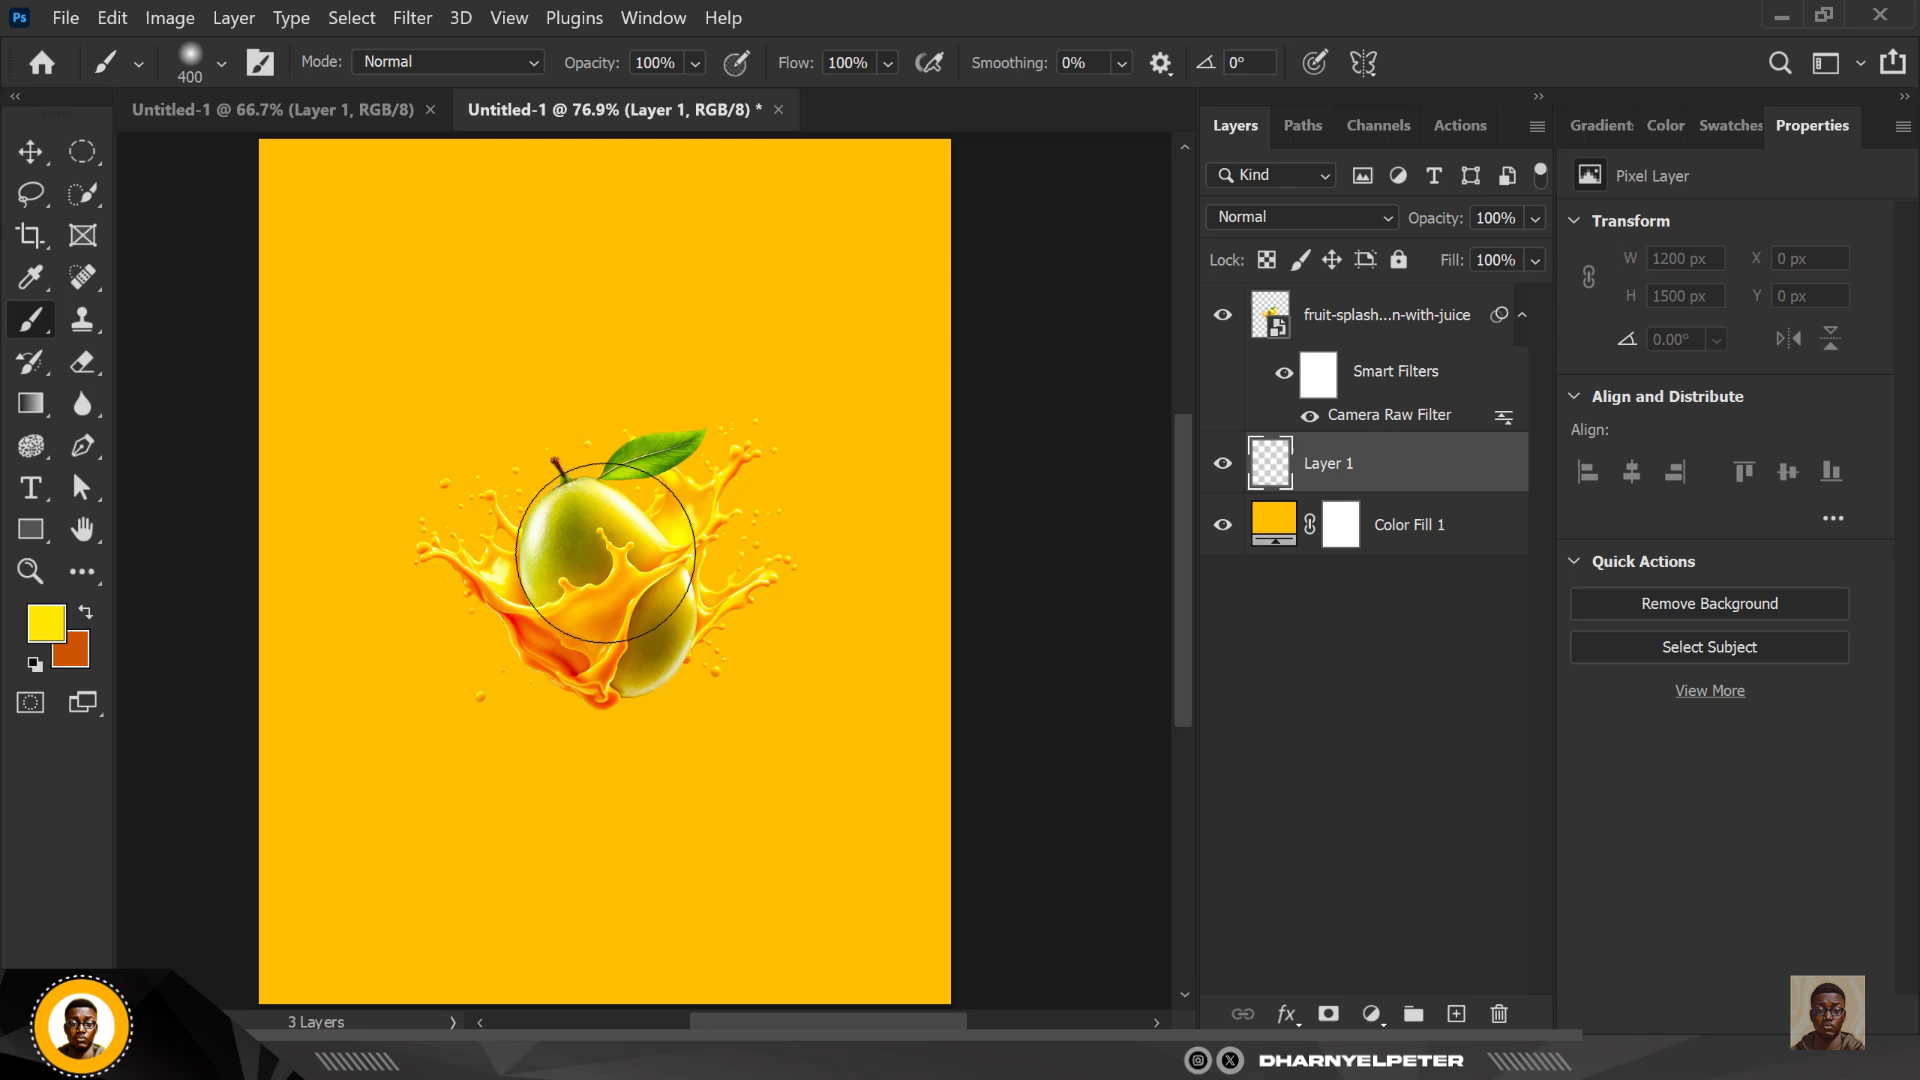 Ps File Edit Image Layer Type Select Filter 3D View Plugins Window Help
400 Mode: Normal Opacity: 100% Flow: 100% Smoothing: 0% 0°
Untitled-1 @ 66.7% (Layer 1, RGB/8) × Untitled-1 @ 76.9% (Layer 1, RGB/8) * ×
Layers Paths Channels Actions
Kind
Normal Opacity: 100%
Lock: Fill: 100%
fruit-splash...n-with-juice
Smart Filters
Camera Raw Filter
Layer 1
Color Fill 1
Gradient Color Swatches Properties
Pixel Layer
Transform
W 1200 px X 0 px
H 1500 px Y 0 px
0.00°
Align and Distribute
Align:
Quick Actions
Remove Background
Select Subject
View More
3 Layers
fx
DHARNYELPETER